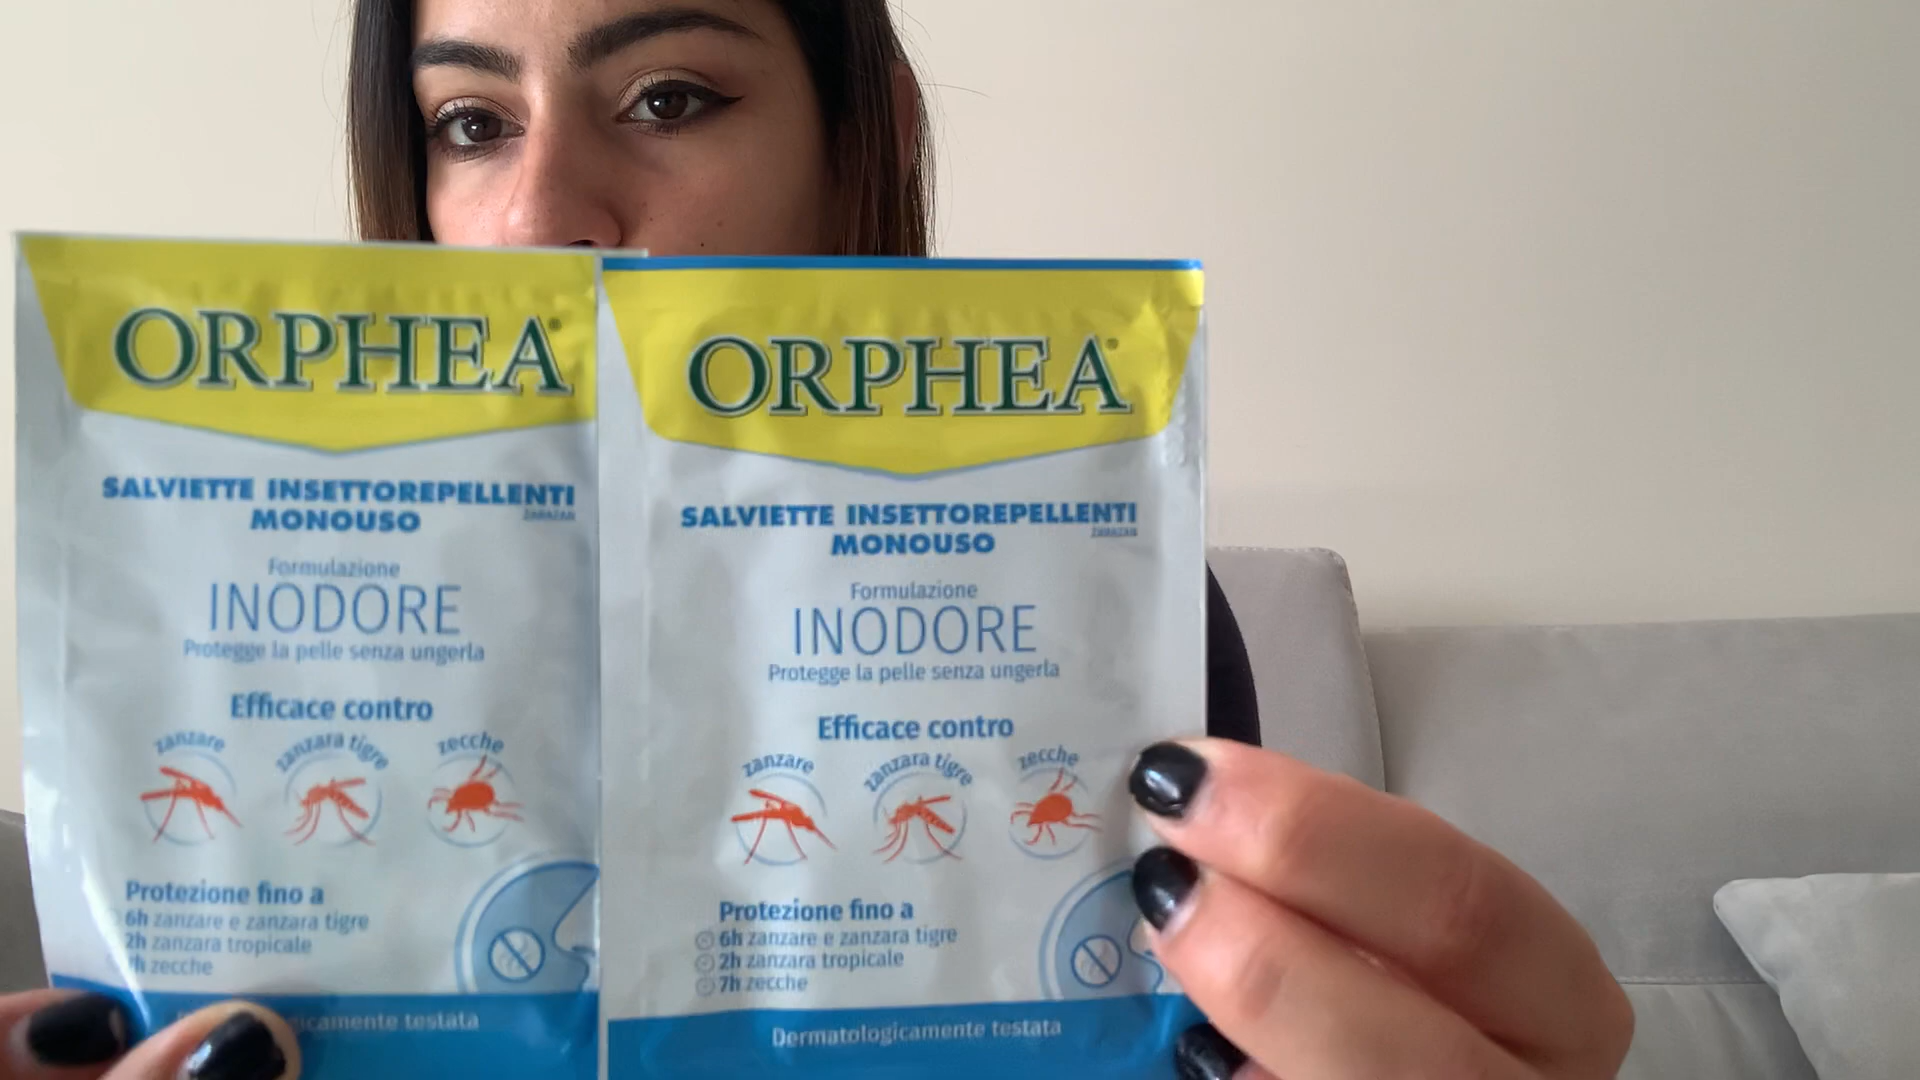 ORPHEA®
SALVIETTE INSETTOREPELLENTI
MONOUSO
ZANZARA
Formulazione
INODORE
Protegge la pelle senza ungerla
Efficace contro
zanzare zanzara tigre zecche
Protezione fino a
6h zanzare e zanzara tigre
2h zanzara tropicale
zecche
testata
ORPHEA®
SALVIETTE INSETTOREPELLENTI
MONOUSO
Formulazione
INODORE
Protegge la pelle senza ungerla
Efficace contro
zanzare zanzara tigre zecche
Protezione fino a
6h zanzare e zanzara tigre
2h zanzara tropicale
7h zecche
Dermatologicamente testata